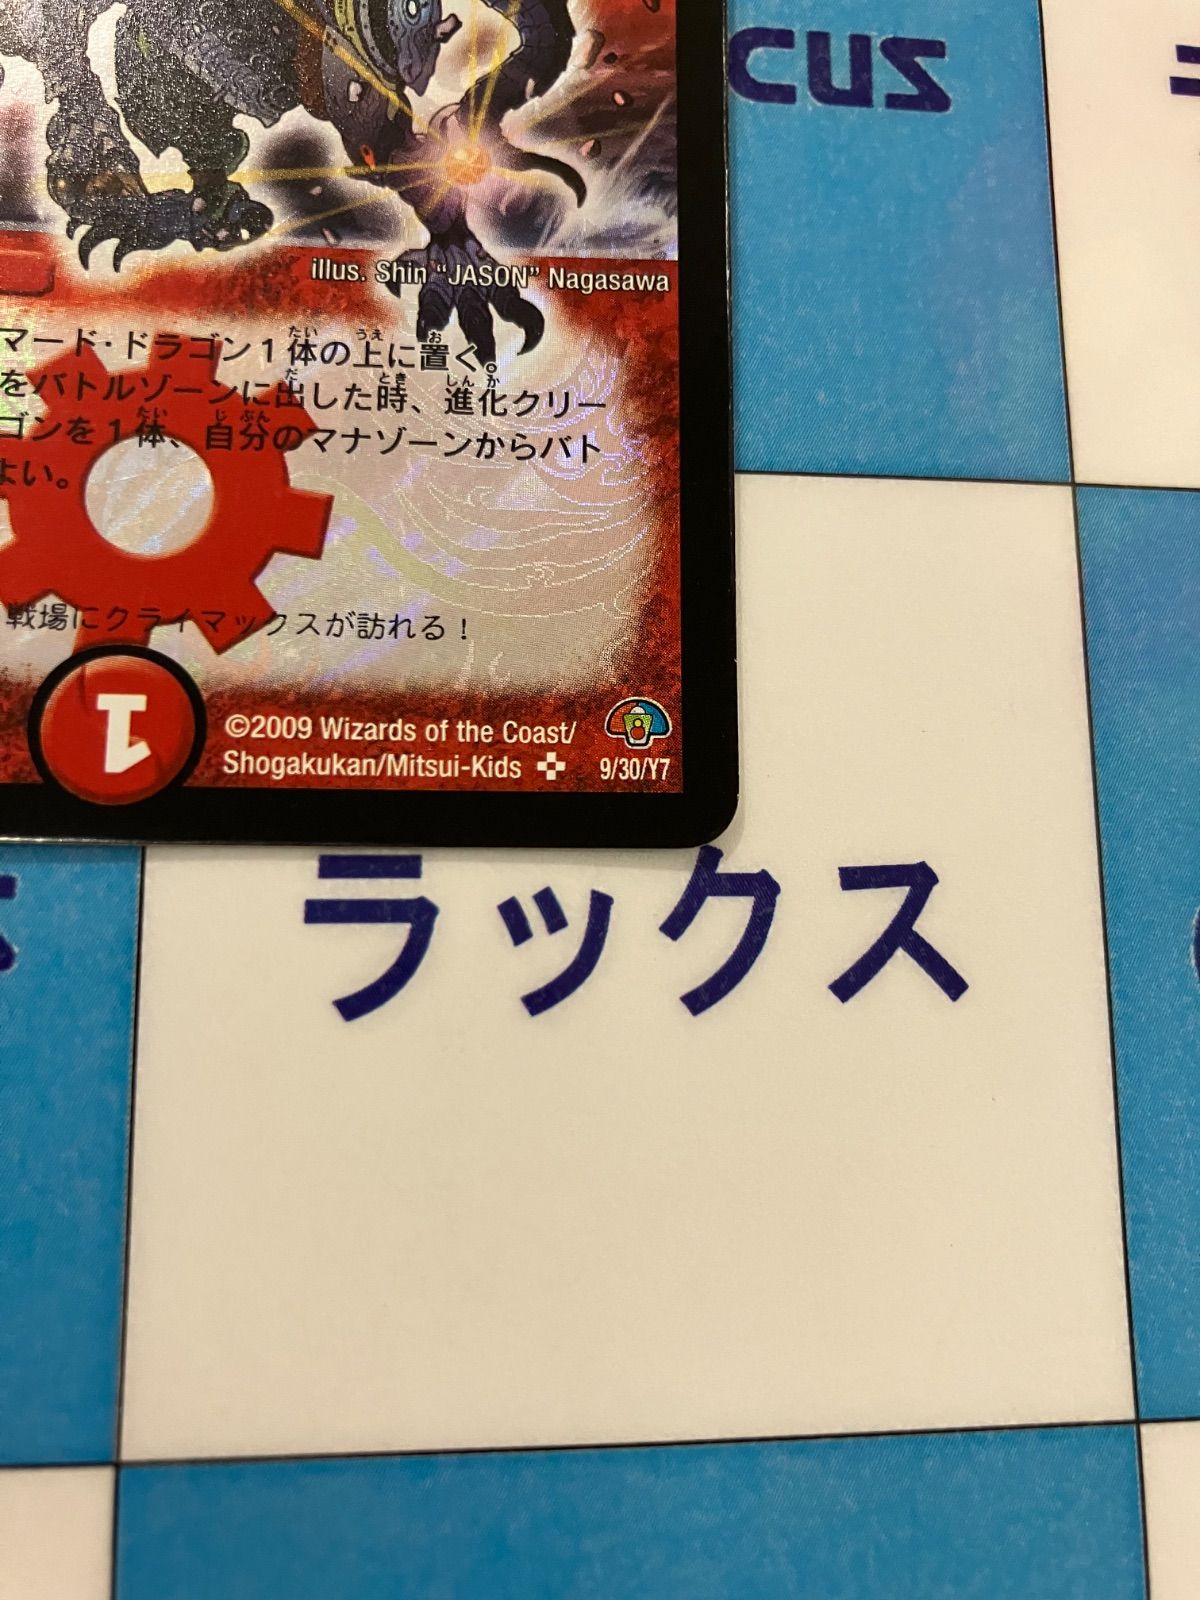 cus
illus. Shin “JASON” Nagasawa
マード・ドラゴン1体の上に置く。
をバトルゾーンに出した時、進化クリー
ゴンを1体、自分のマナゾーンからバト
よい。
戦場にクライマックスが訪れる！
1
©2009 Wizards of the Coast/
Shogakukan/Mitsui-Kids
9/30/Y7
ラックス